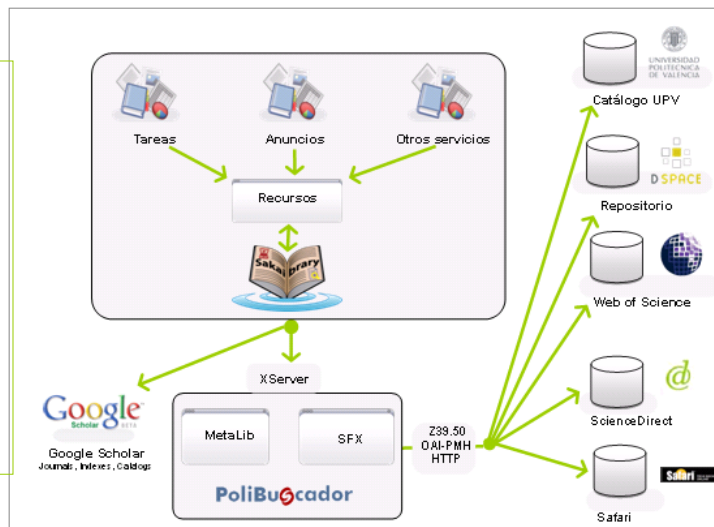 UNIVERSIDAD
POLITECNICA
DE VALENCIA
Catálogo UPV
Tareas
Anuncios
Otros servicios
Recursos
DSPACE
Repositorio
Web of Science
XServer
Google
Scholar BETA
Google Scholar
Journals, Indexes, Catalogs
MetaLib
SFX
PoliBuscador
Z39.50
OAI-PMH
HTTP
@
ScienceDirect
Safari
Safari